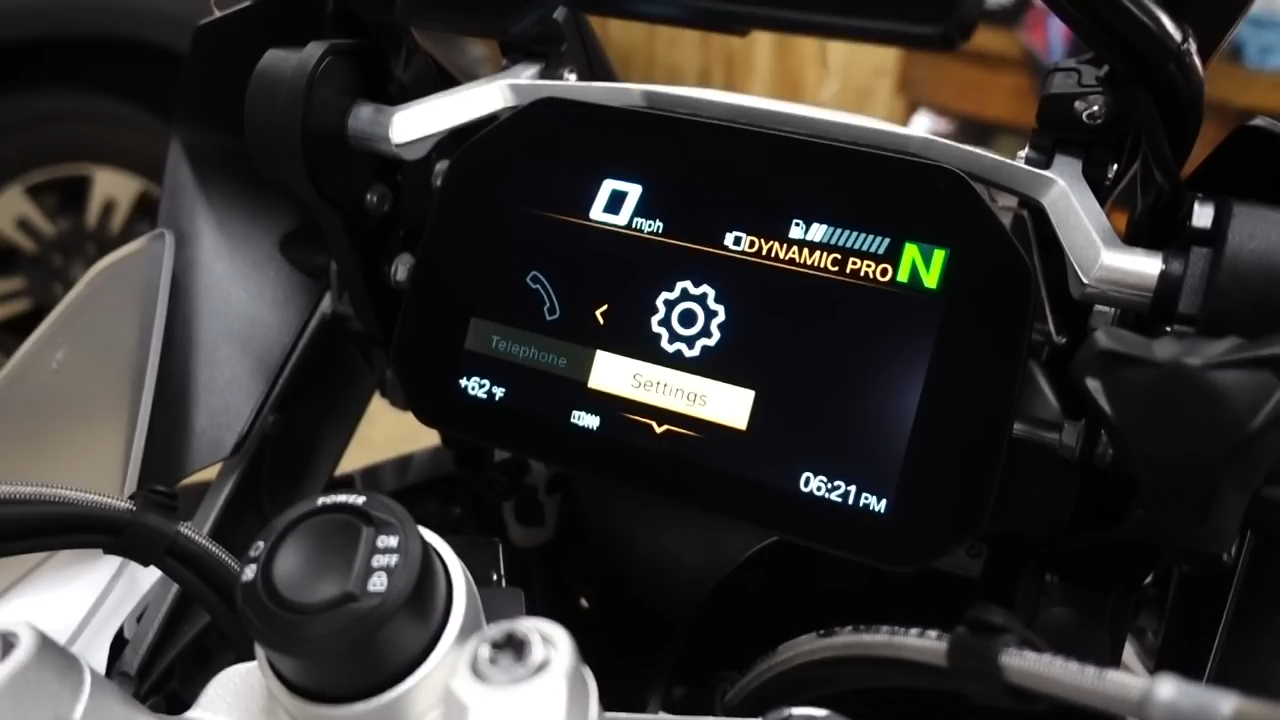 0 mph
DYNAMIC PRO N
Telephone
Settings
+62 °F
06:21 PM
POWER
ON
OFF